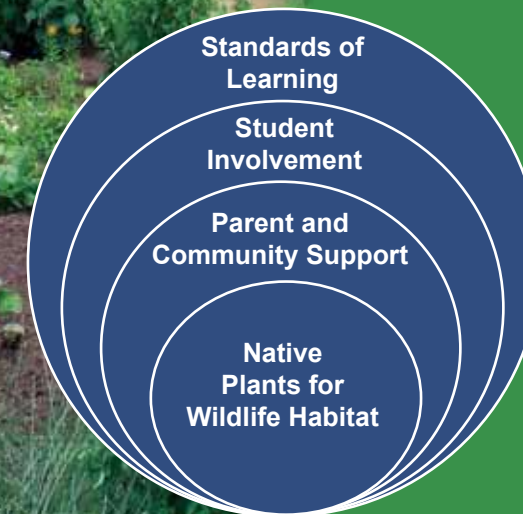 Standards of
Learning
Student
Involvement
Parent and
Community Support
Native
Plants for
Wildlife Habitat